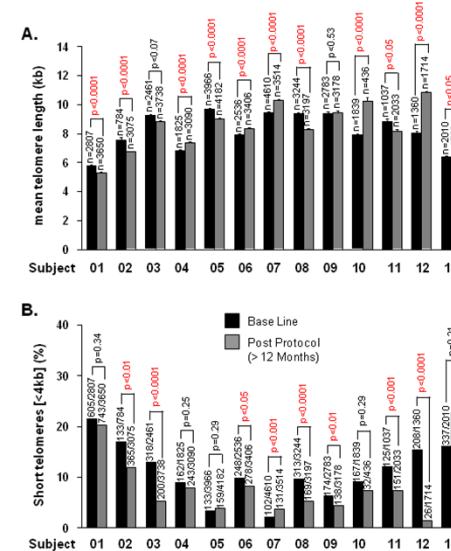 A.
mean telomere length (kb)
14
12
10
8
6
4
2
0
p<0.0001
p<0.0001
p<0.07
p<0.0001
p<0.0001
p<0.0001
p<0.0001
p<0.0001
p<0.53
p<0.0001
p<0.05
p<0.0001
p<0.05
n=2807
n=3650
n=784
n=3075
n=2461
n=3738
n=1825
n=3090
n=3966
n=4182
n=2536
n=3406
n=4610
n=3514
n=3244
n=3197
n=2783
n=3178
n=1839
n=436
n=1037
n=2033
n=1360
n=1714
n=2010
Subject 01 02 03 04 05 06 07 08 09 10 11 12 1
B.
Short telomeres [<4kb] (%)
40
30
20
10
0
Base Line
Post Protocol
(> 12 Months)
p=0.34
p<0.01
p<0.0001
p=0.25
p=0.29
p<0.05
p<0.001
p<0.0001
p<0.01
p=0.29
p<0.001
p<0.0001
605/2807
743/3650
133/784
365/3075
318/2461
200/3738
162/1825
243/3090
133/3966
159/4182
248/2536
278/3406
102/4610
131/3514
313/3244
169/3197
174/2783
138/3178
167/1839
32/436
125/1037
151/2033
208/1360
26/1714
337/2010
Subject 01 02 03 04 05 06 07 08 09 10 11 12 1